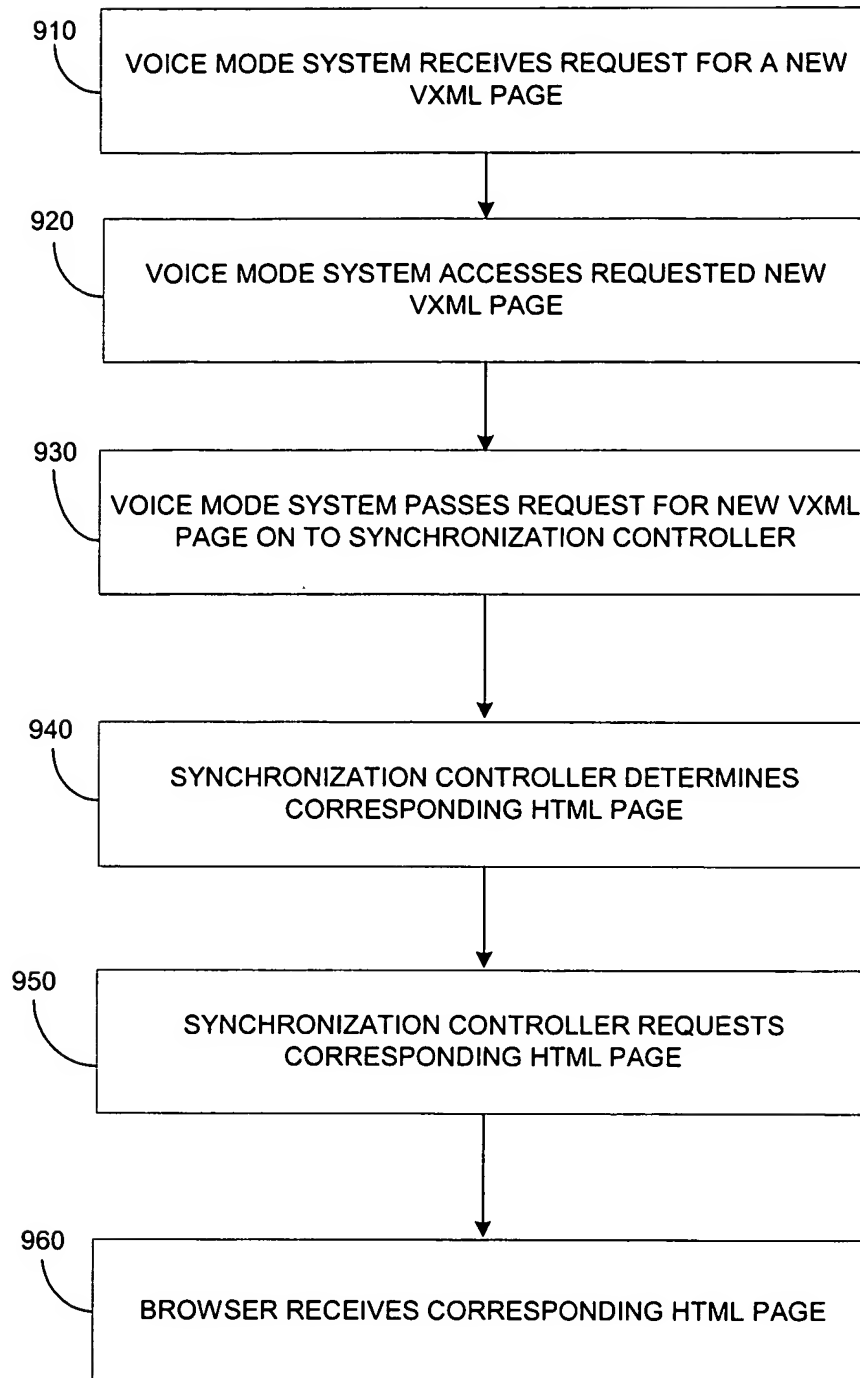 910
VOICE MODE SYSTEM RECEIVES REQUEST FOR A NEW
VXML PAGE
920
VOICE MODE SYSTEM ACCESSES REQUESTED NEW
VXML PAGE
930
VOICE MODE SYSTEM PASSES REQUEST FOR NEW VXML
PAGE ON TO SYNCHRONIZATION CONTROLLER
940
SYNCHRONIZATION CONTROLLER DETERMINES
CORRESPONDING HTML PAGE
950
SYNCHRONIZATION CONTROLLER REQUESTS
CORRESPONDING HTML PAGE
960
BROWSER RECEIVES CORRESPONDING HTML PAGE